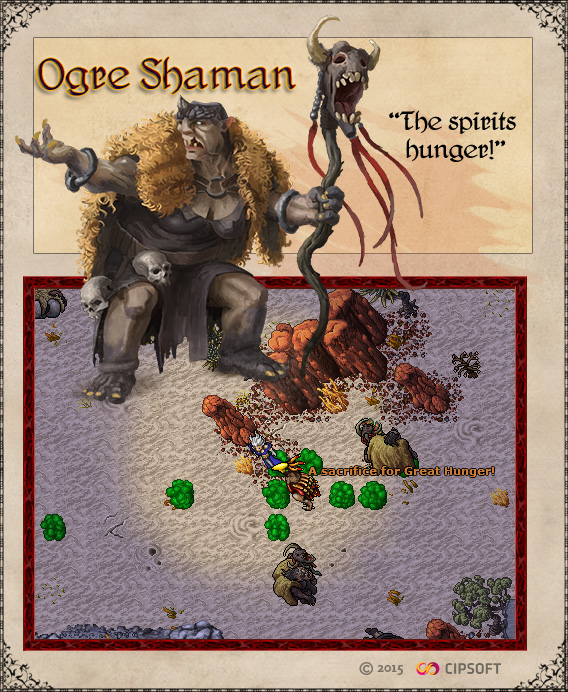 Ogre Shaman
“The spirits
hunger!”
A sacrifice for Great Hunger!
© 2015 CIPSOFT